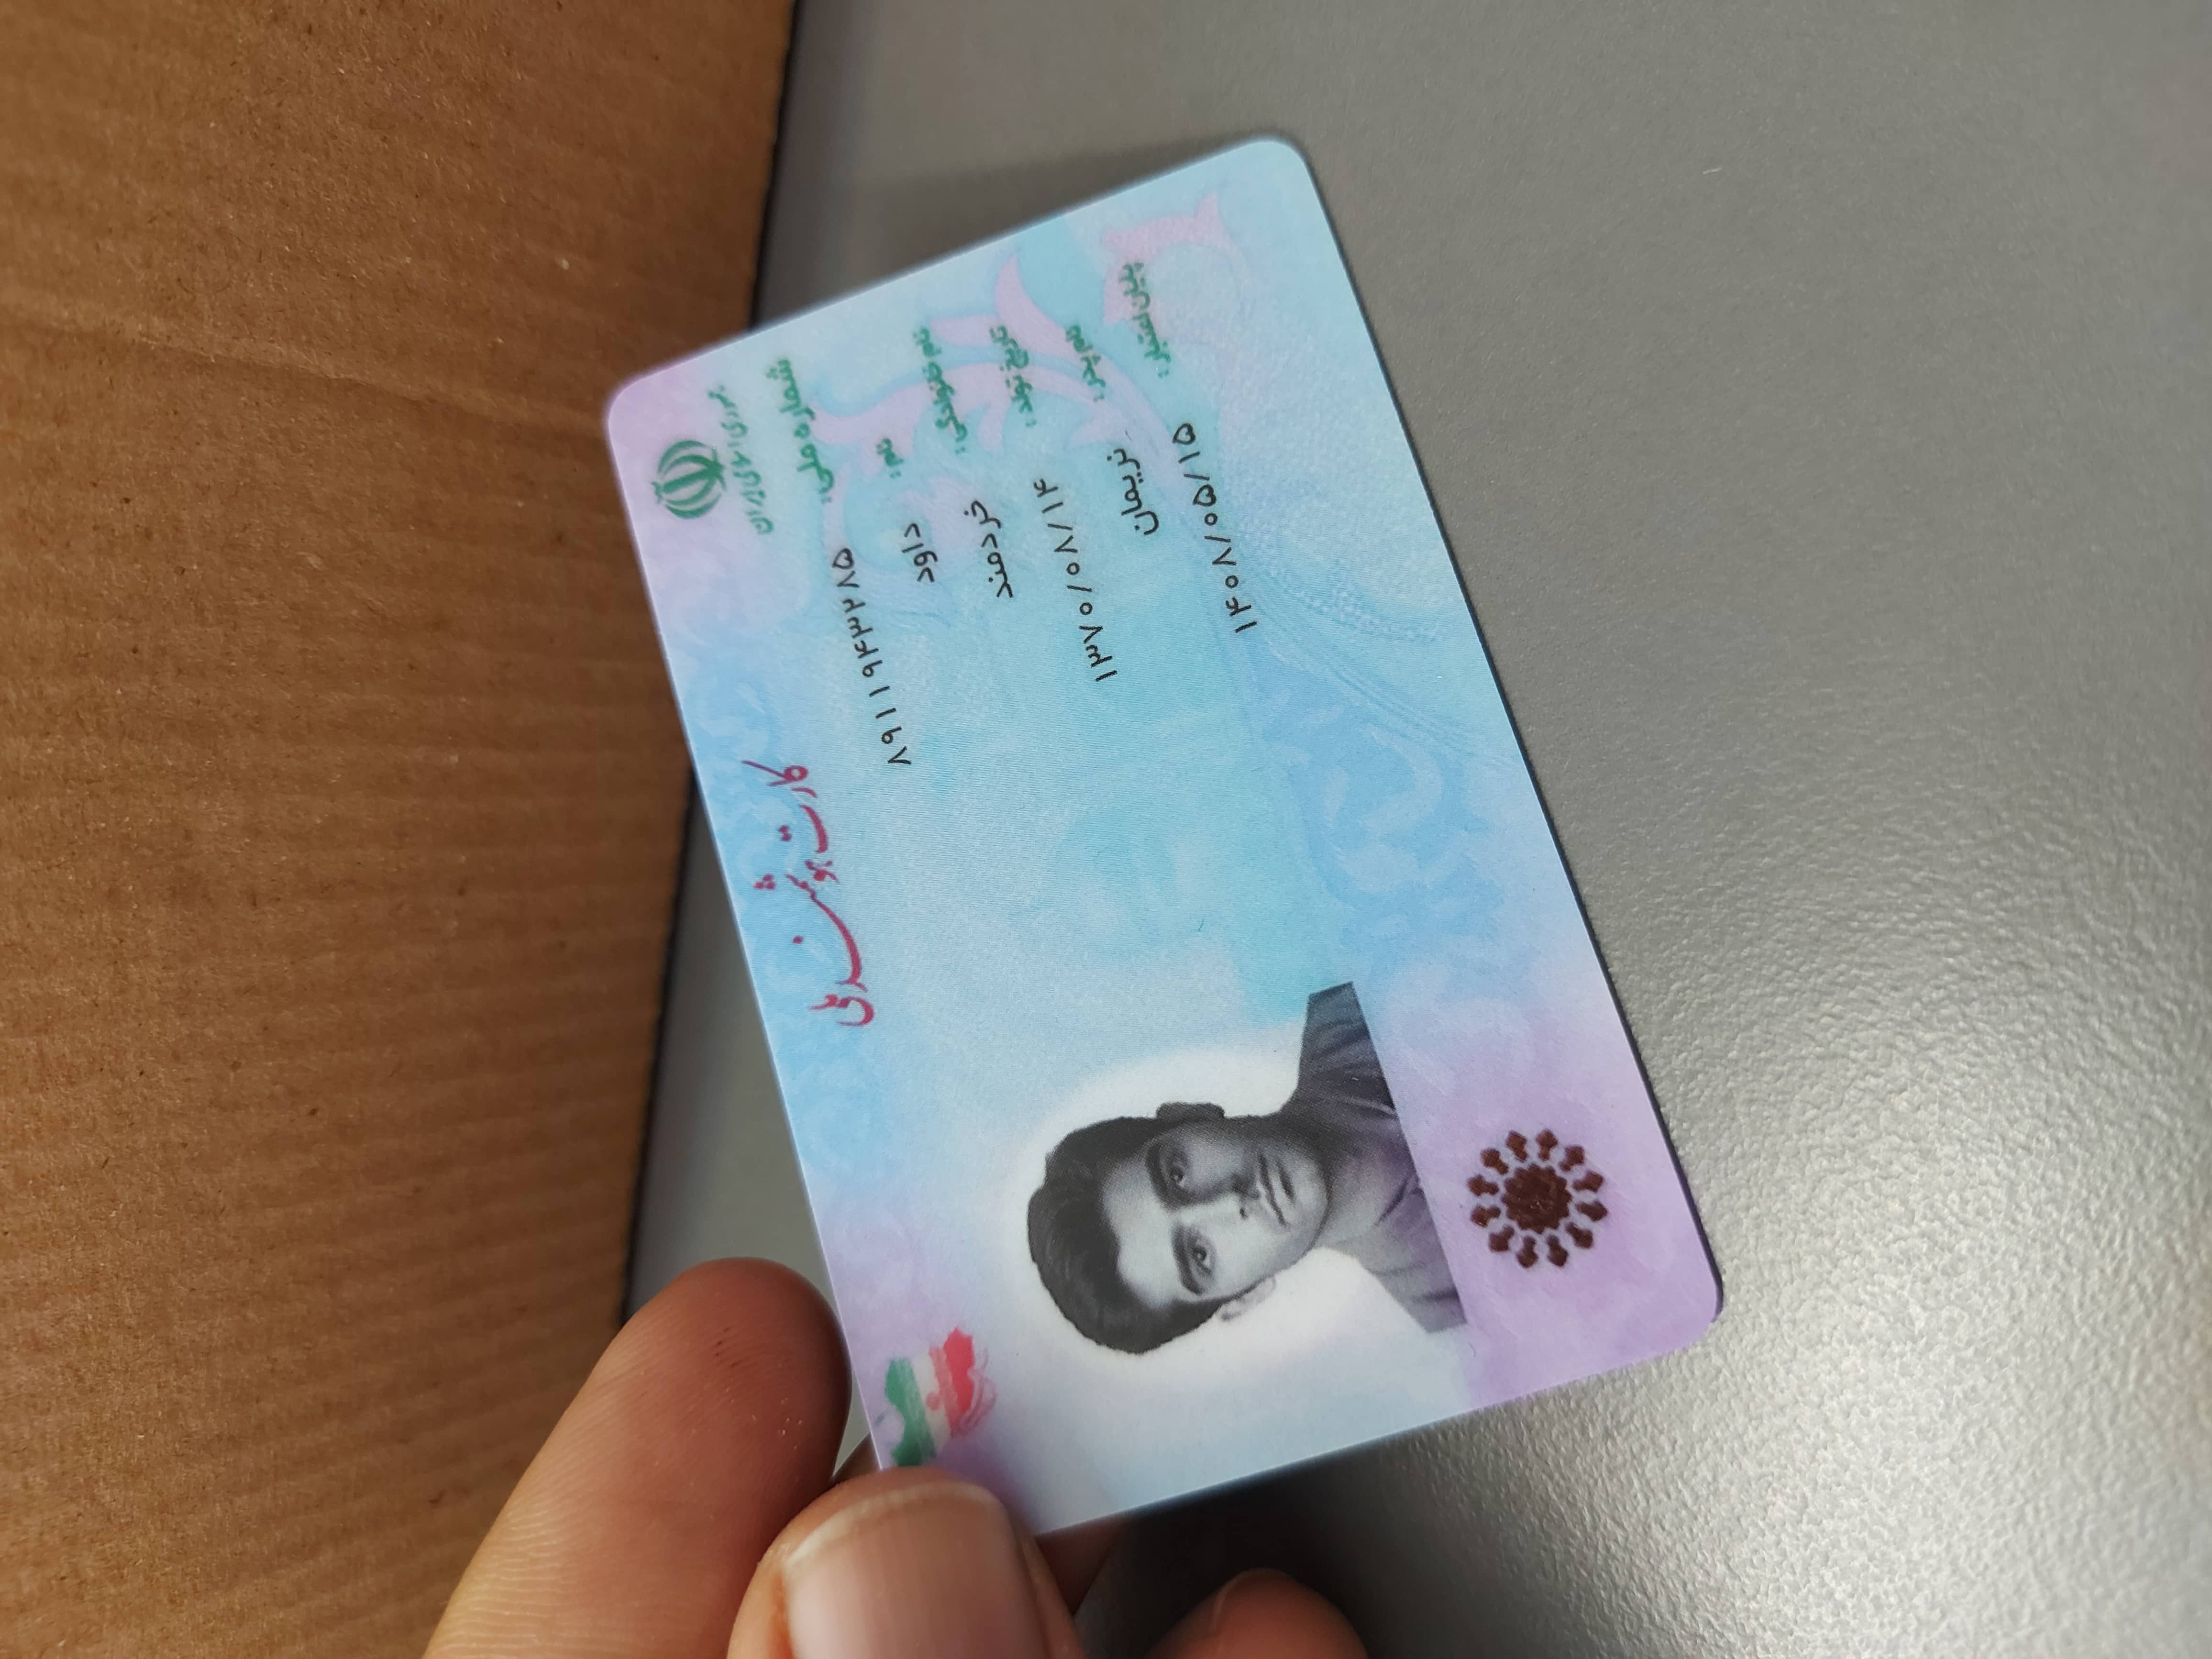 جمهوری اسلامی ایران
کارت هوشمند ملی
شماره ملی:
نام: داود
نام خانوادگی: خردمند
تاریخ تولد: ۱۳۷۰/۰۸/۱۴
نام پدر: نریمان
پایان اعتبار: ۱۴۰۸/۰۵/۱۵